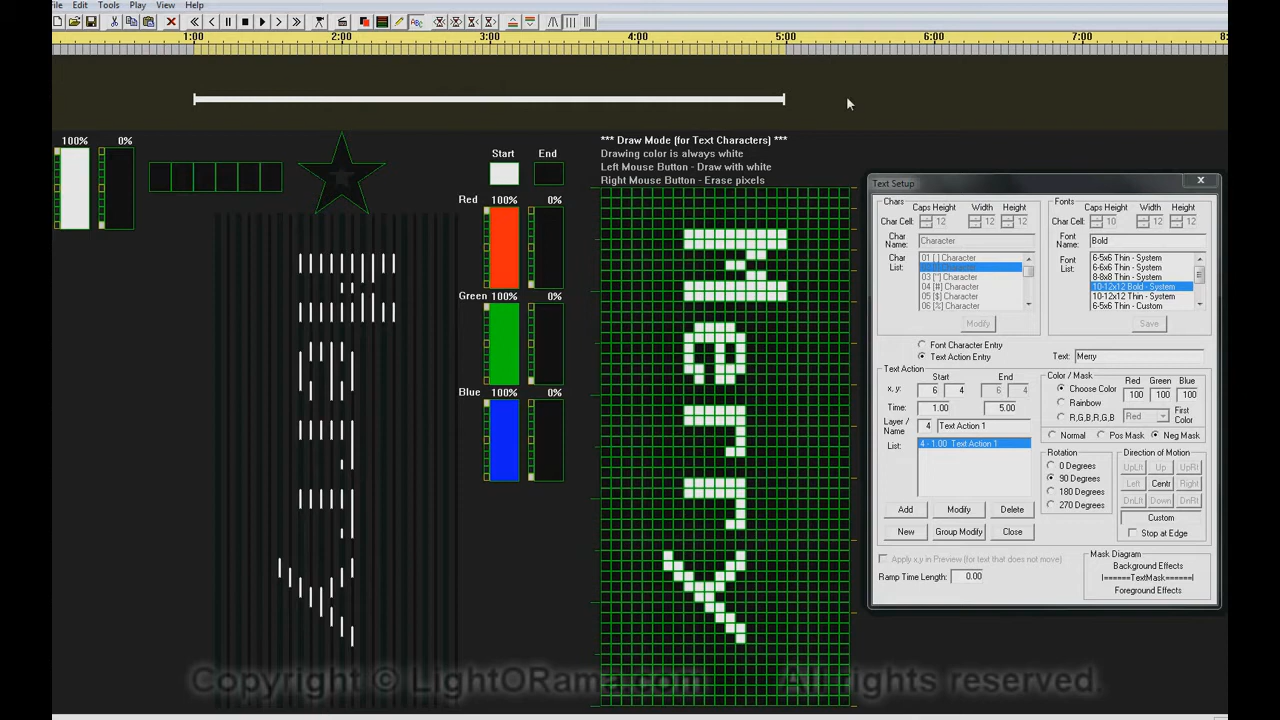 File Edit Tools Play View Help
1:00 2:00 3:00 4:00 5:00 6:00 7:00 8:
100% 0%
*** Draw Mode (for Text Characters) ***
Drawing color is always white
Left Mouse Button - Draw with white
Right Mouse Button - Erase pixels
Start End
Red 100% 0%
Green 100% 0%
Blue 100% 0%
Merry
Text Setup
Chars
Caps Height Width Height
Char Cell: 12 12 12
Char Name: Character
Char List:
01 [ ] Character
03 ["] Character
04 [#] Character
05 [$] Character
06 [%] Character
Modify
Fonts
Caps Height Width Height
Char Cell: 10 12 12
Font Name: Bold
Font List:
6-5x6 Thin - System
6-6x6 Thin - System
8-8x8 Thin - System
10-12x12 Bold - System
10-12x12 Thin - System
6-5x6 Thin - Custom
Save
Font Character Entry
Text Action Entry
Text: Merry
Text Action
Start End
x, y: 6 4 6 4
Time: 1.00 5.00
Layer / Name 4 Text Action 1
List: 4 - 1.00 Text Action 1
Add Modify Delete
New Group Modify Close
Color / Mask
Choose Color
Rainbow
R,G,B,R,G,B
Red Green Blue
100 100 100
Red First Color
Normal Pos Mask Neg Mask
Rotation
0 Degrees
90 Degrees
180 Degrees
270 Degrees
Direction of Motion
UpLft Up UpRt
Left Centr Right
DnLft Down DnRt
Custom
Stop at Edge
Apply x,y in Preview (for text that does not move)
Ramp Time Length: 0.00
Mask Diagram
Background Effects
|======TextMask======|
Foreground Effects
Copyright © LightORama.com All rights reserved.